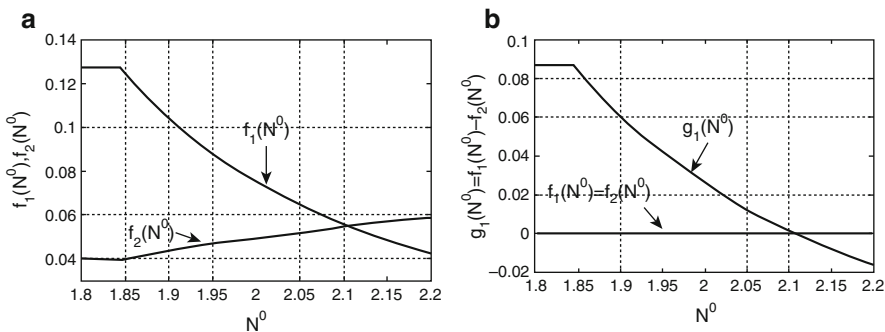 a
0.14
0.12
0.1
0.08
0.06
0.04
f1(N⁰),f2(N⁰)
f1(N⁰)
f2(N⁰)
1.8 1.85 1.9 1.95 2 2.05 2.1 2.15 2.2
N⁰
b
0.1
0.08
0.06
0.04
0.02
0
−0.02
g1(N⁰)=f1(N⁰)−f2(N⁰)
g1(N⁰)
f1(N⁰)=f2(N⁰)
1.8 1.85 1.9 1.95 2 2.05 2.1 2.15 2.2
N⁰